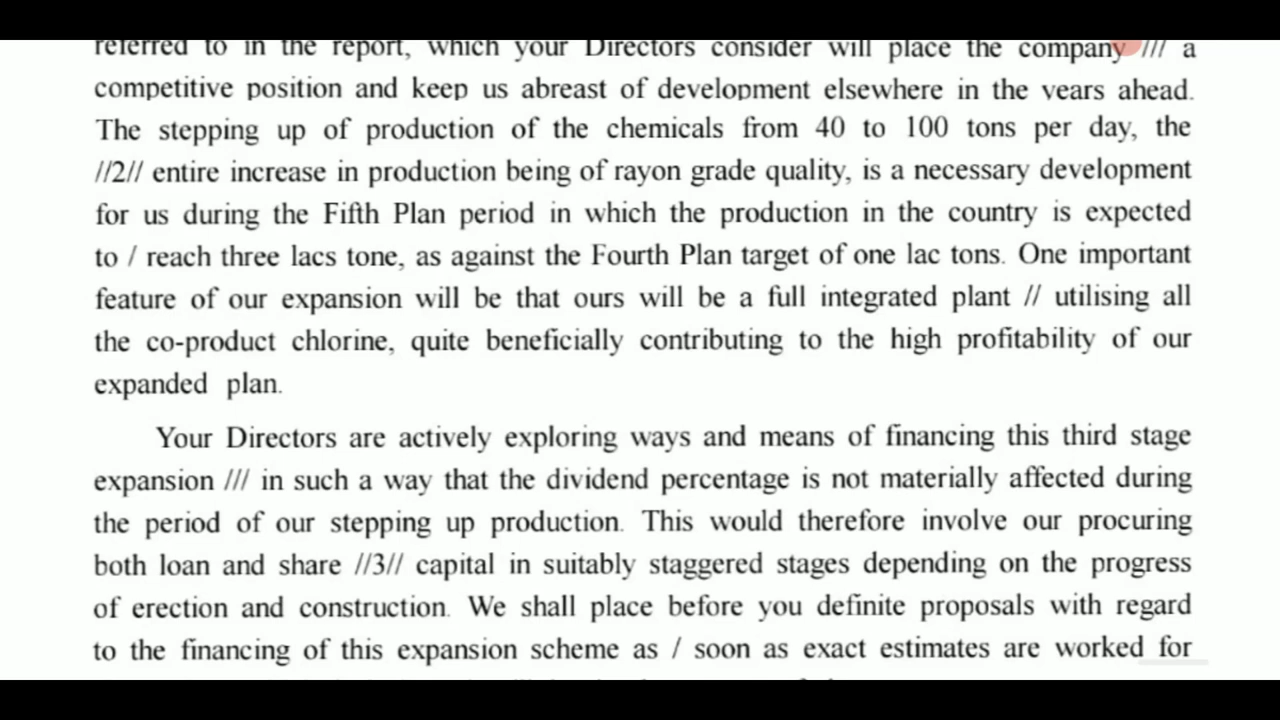 referred to in the report, which your Directors consider will place the company /// a
competitive position and keep us abreast of development elsewhere in the years ahead.
The stepping up of production of the chemicals from 40 to 100 tons per day, the
//2// entire increase in production being of rayon grade quality, is a necessary development
for us during the Fifth Plan period in which the production in the country is expected
to / reach three lacs tone, as against the Fourth Plan target of one lac tons. One important
feature of our expansion will be that ours will be a full integrated plant // utilising all
the co-product chlorine, quite beneficially contributing to the high profitability of our
expanded plan.
Your Directors are actively exploring ways and means of financing this third stage
expansion /// in such a way that the dividend percentage is not materially affected during
the period of our stepping up production. This would therefore involve our procuring
both loan and share //3// capital in suitably staggered stages depending on the progress
of erection and construction. We shall place before you definite proposals with regard
to the financing of this expansion scheme as / soon as exact estimates are worked for